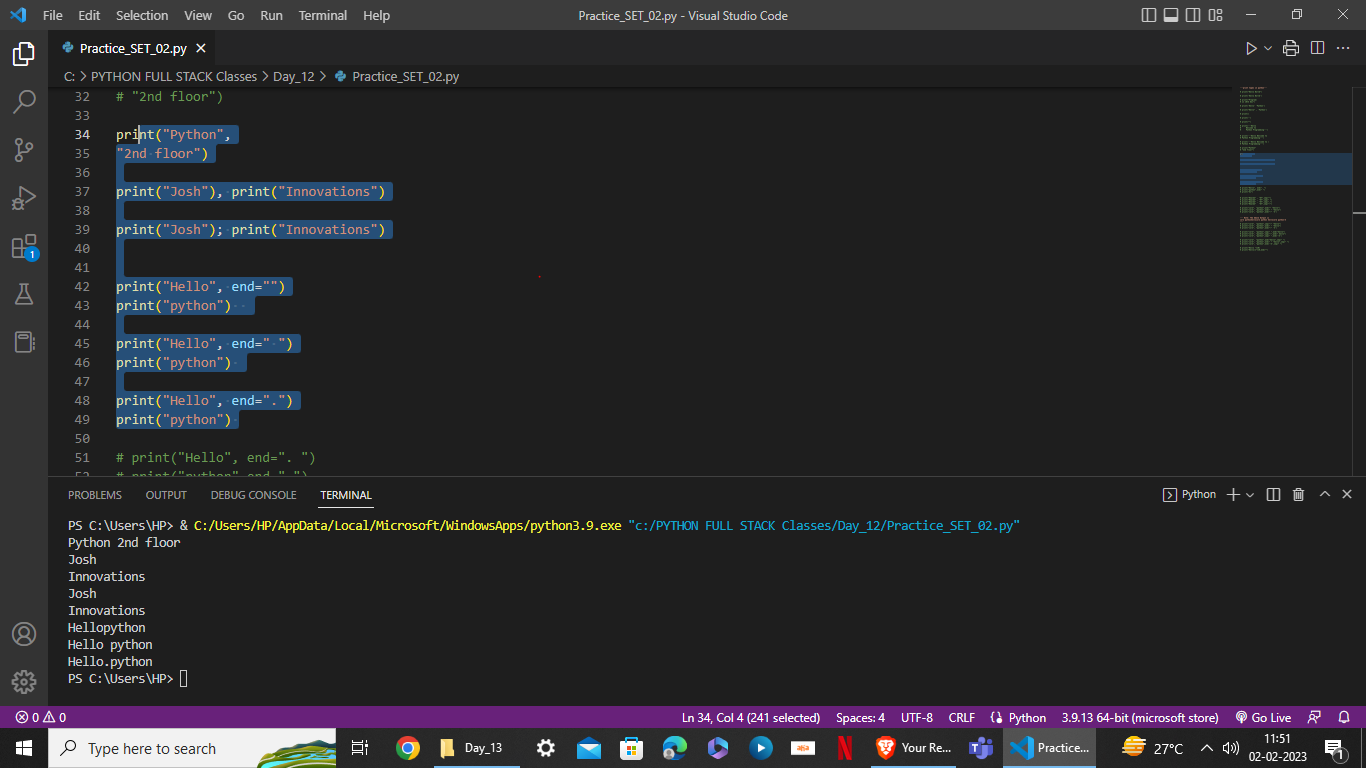 File Edit Selection View Go Run Terminal Help Practice_SET_02.py - Visual Studio Code
Practice_SET_02.py
C: > PYTHON FULL STACK Classes > Day_12 > Practice_SET_02.py
32 # "2nd floor")
33
34 print("Python",
35 "2nd floor")
36
37 print("Josh"), print("Innovations")
38
39 print("Josh"); print("Innovations")
40
41
42 print("Hello", end="")
43 print("python")
44
45 print("Hello", end=" ")
46 print("python")
47
48 print("Hello", end=".")
49 print("python")
50
51 # print("Hello", end=". ")
1
PROBLEMS OUTPUT DEBUG CONSOLE TERMINAL Python
PS C:\Users\HP> & C:/Users/HP/AppData/Local/Microsoft/WindowsApps/python3.9.exe "c:/PYTHON FULL STACK Classes/Day_12/Practice_SET_02.py"
Python 2nd floor
Josh
Innovations
Josh
Innovations
Hellopython
Hello python
Hello.python
PS C:\Users\HP>
0 0 Ln 34, Col 4 (241 selected) Spaces: 4 UTF-8 CRLF Python 3.9.13 64-bit (microsoft store) Go Live
Type here to search Day_13 Your Re... Practice... 27°C 11:51
02-02-2023 1